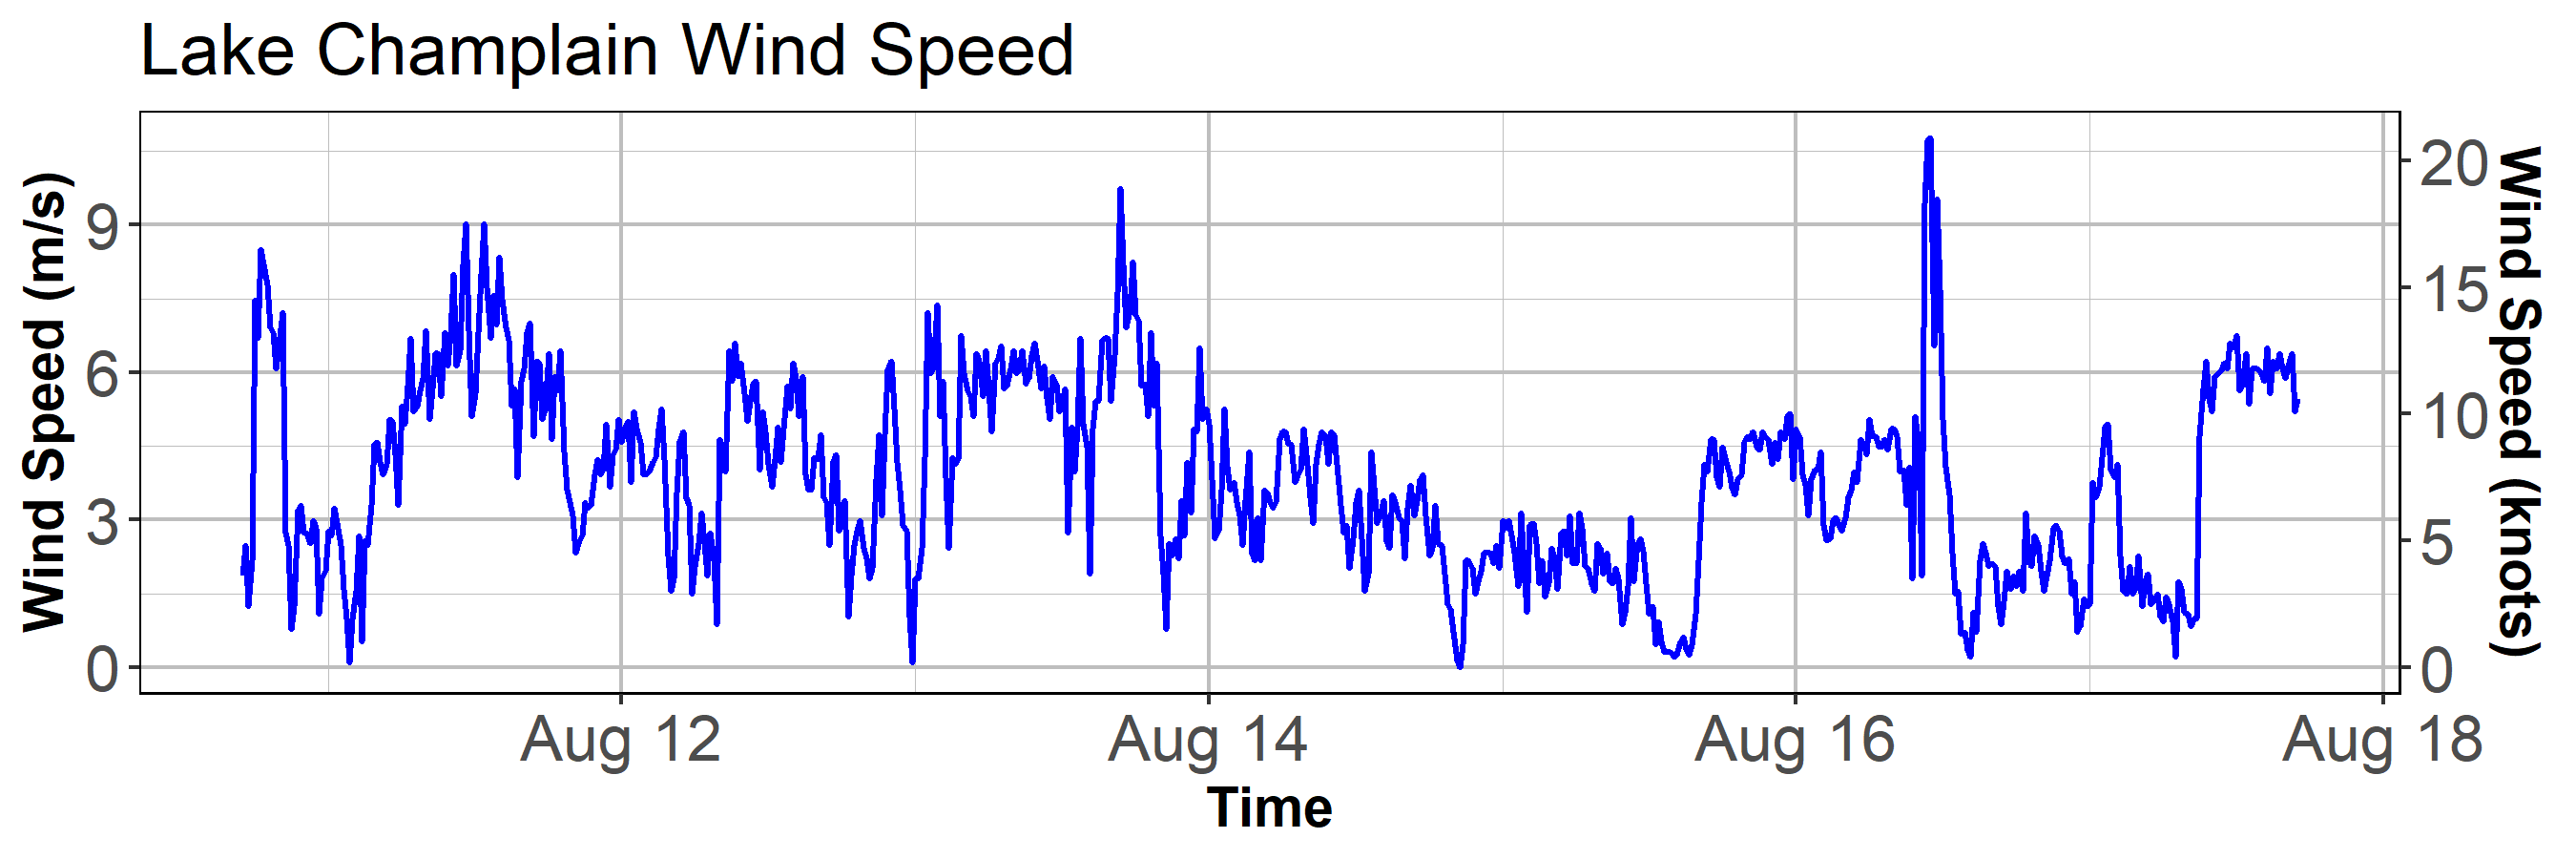 Lake Champlain Wind Speed
Wind Speed (m/s)
9
6
3
0
20
15
10
5
0
Wind Speed (knots)
Aug 12
Aug 14
Aug 16
Aug 18
Time